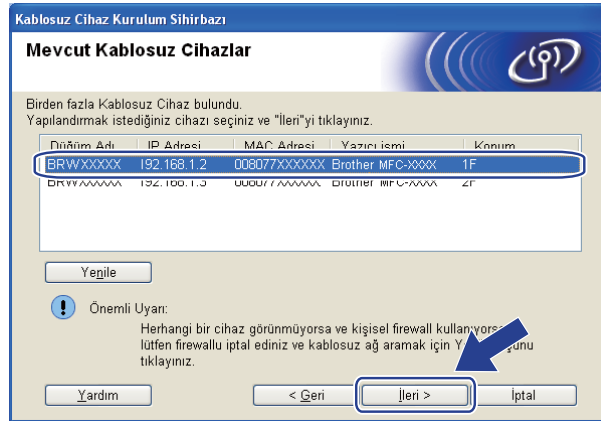 Kablosuz Cihaz Kurulum Sihirbazı
Mevcut Kablosuz Cihazlar
Birden fazla Kablosuz Cihaz bulundu.
Yapılandırmak istediğiniz cihazı seçiniz ve "İleri"yi tıklayınız.
Düğüm Adı IP Adresi MAC Adresi Yazıcı ismi Konum
BRWXXXXX 192.168.1.2 008077XXXXXX Brother MFC-XXXX 1F
BRWXXXXX 192.168.1.3 008077XXXXXX Brother MFC-XXXX 2F
Yenile
Önemli Uyarı:
Herhangi bir cihaz görünmüyorsa ve kişisel firewall
lütfen firewallu iptal ediniz ve kablosuz ağ aramak için
tıklayınız.
Yardım
< Geri
İleri >
İptal